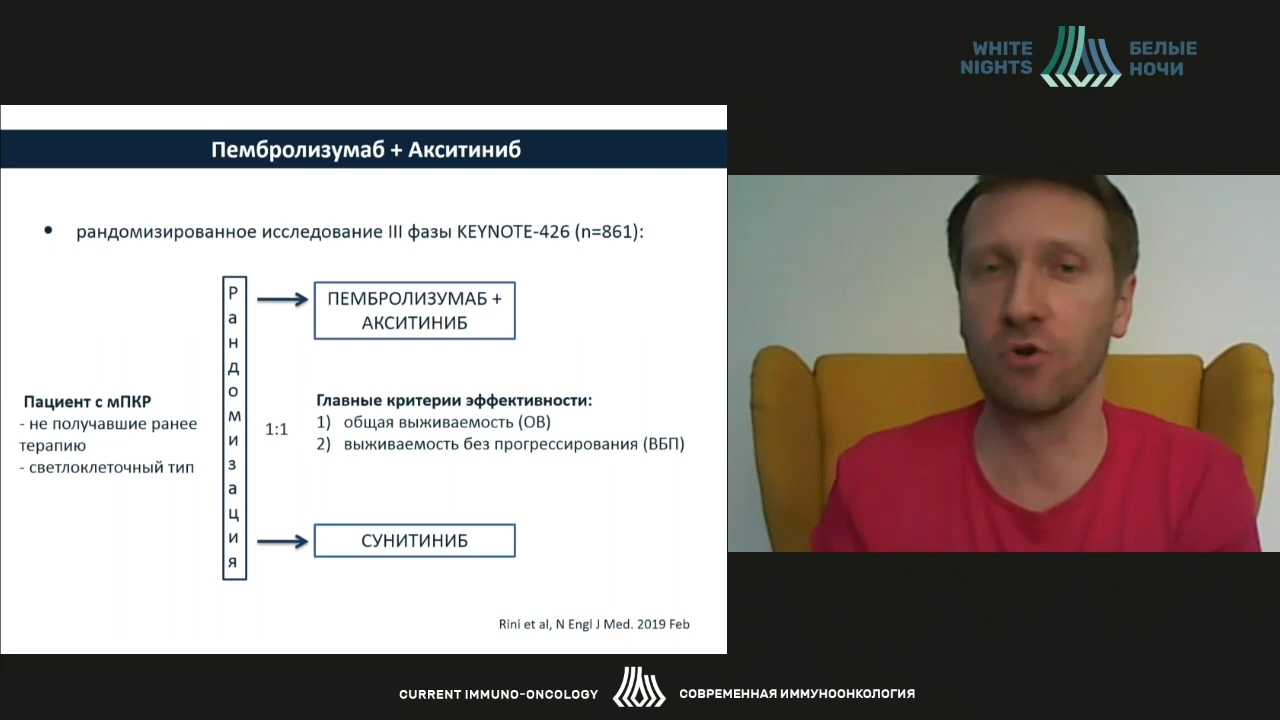 WHITE
NIGHTS
БЕЛЫЕ
НОЧИ
Пембролизумаб + Акситиниб
• рандомизированное исследование III фазы KEYNOTE-426 (n=861):
Рандомизация
ПЕМБРОЛИЗУМАБ +
АКСИТИНИБ
Пациент с мПКР
- не получавшие ранее
терапию
- светлоклеточный тип
1:1
Главные критерии эффективности:
1) общая выживаемость (ОВ)
2) выживаемость без прогрессирования (ВБП)
СУНИТИНИБ
Rini et al, N Engl J Med. 2019 Feb
CURRENT IMMUNO-ONCOLOGY
СОВРЕМЕННАЯ ИММУНООНКОЛОГИЯ